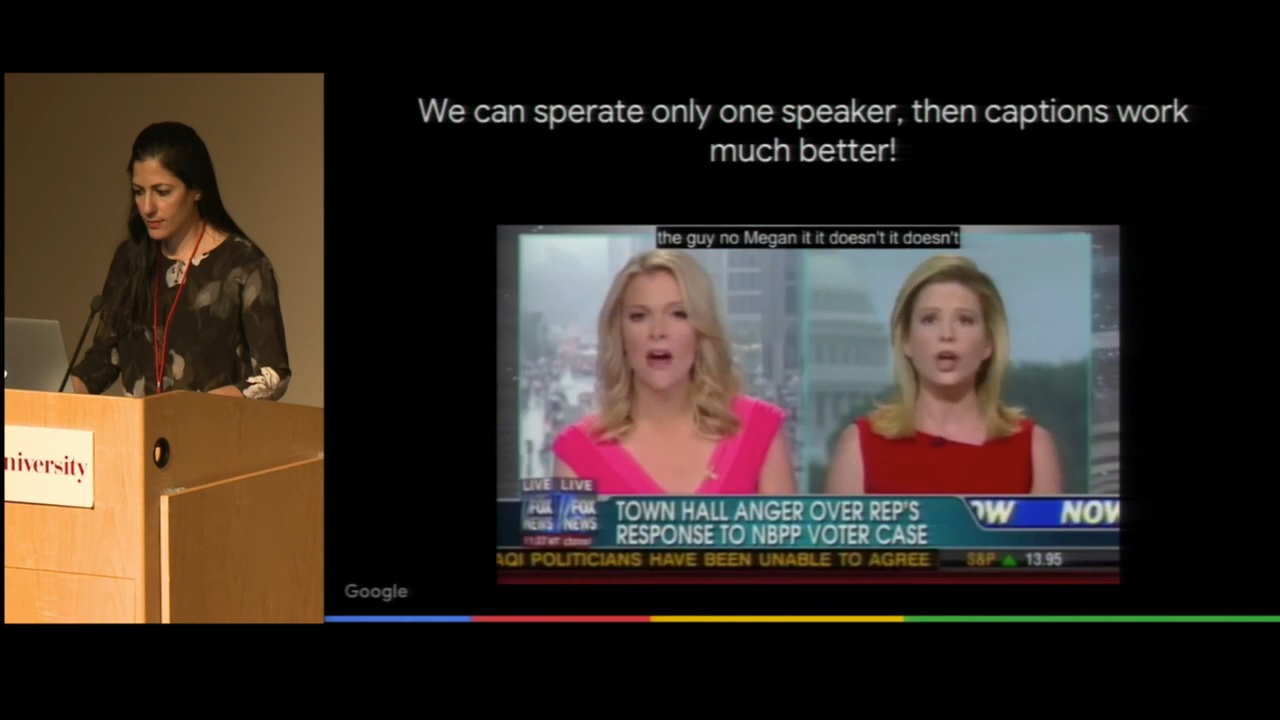 We can sperate only one speaker, then captions work
much better!
the guy no Megan it it doesn't it doesn't
LIVE LIVE
FOX FOX
NEWS NEWS
TOWN HALL ANGER OVER REP'S
RESPONSE TO NBPP VOTER CASE
OW NOW
AQI POLITICIANS HAVE BEEN UNABLE TO AGREE
S&P ▲ 13.95
niversity
Google